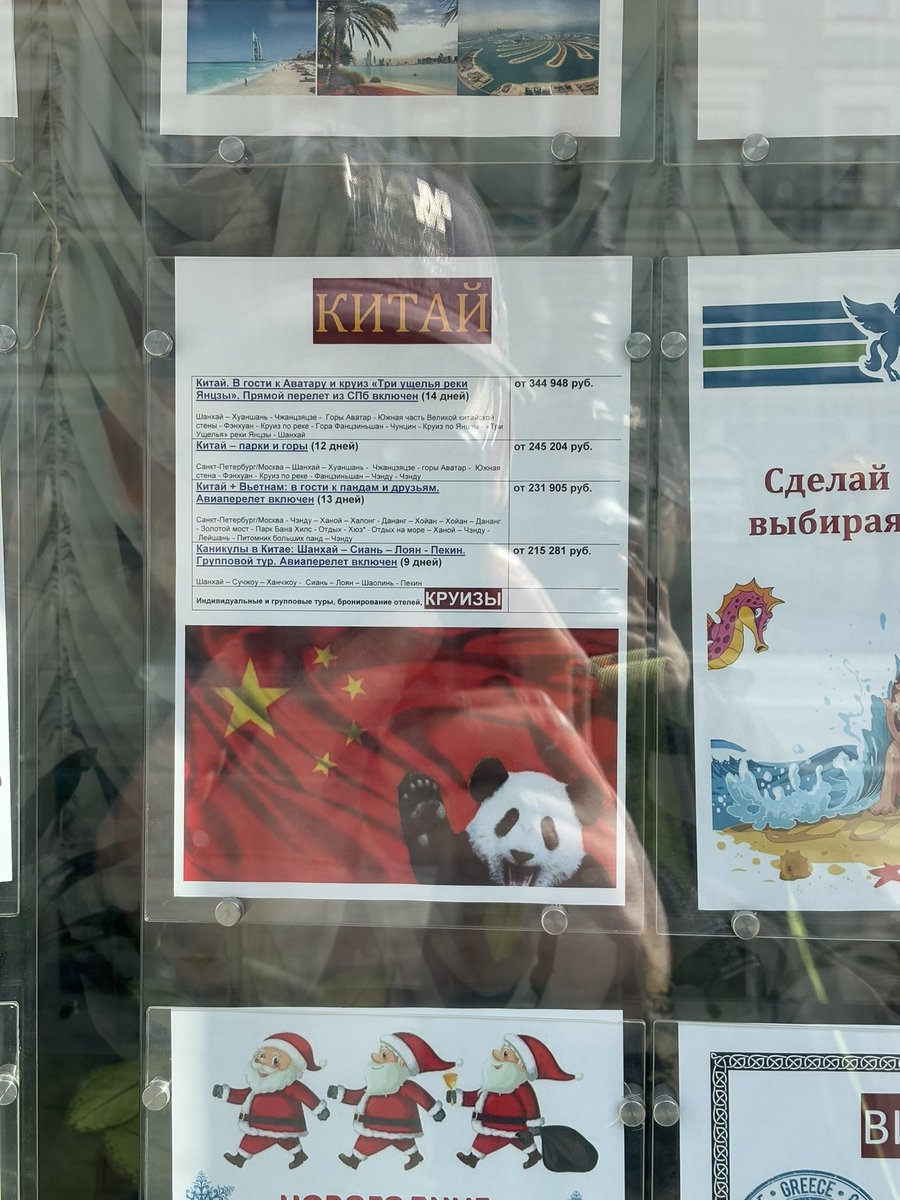 КИТАЙ
Китай. В гости к Аватару и круиз «Три ущелья реки
Янцзы». Прямой перелет из СПб включен (14 дней)
от 344 948 руб.
Шанхай – Хуаншань - Чжанцзяцзе - Горы Аватар - Южная часть Великой китайской
стены - Фэнхуан - Круиз по реке - Гора Фанцзиньшан - Чунцин - Круиз по Янцзы - «Три
Ущелья» реки Янцзы - Шанхай
Китай – парки и горы (12 дней)
от 245 204 руб.
Санкт-Петербург/Москва – Шанхай – Хуаншань - Чжанцзяцзе - горы Аватар - Южная
стена - Фэнхуан - Круиз по реке - Фанцзиньшан – Чэнду - Чэнду
Китай + Вьетнам: в гости к пандам и друзьям.
Авиаперелет включен (13 дней)
от 231 905 руб.
Санкт-Петербург/Москва - Чэнду – Ханой – Халонг - Дананг – Хойан – Хойан – Дананг
- Золотой мост - Парк Бана Хилс - Отдых - Хюэ* - Отдых на море – Ханой – Чэнду -
Лейшань - Питомник больших панд – Чэнду
Каникулы в Китае: Шанхай – Сиань – Лоян - Пекин.
Групповой тур. Авиаперелет включен (9 дней)
от 215 281 руб.
Шанхай – Сучжоу – Ханчжоу - Сиань – Лоян – Шаолинь - Пекин
Индивидуальные и групповые туры, бронирование отелей, КРУИЗЫ
Сделай
выбирая
НОВОГОДНИЕ
GREECE